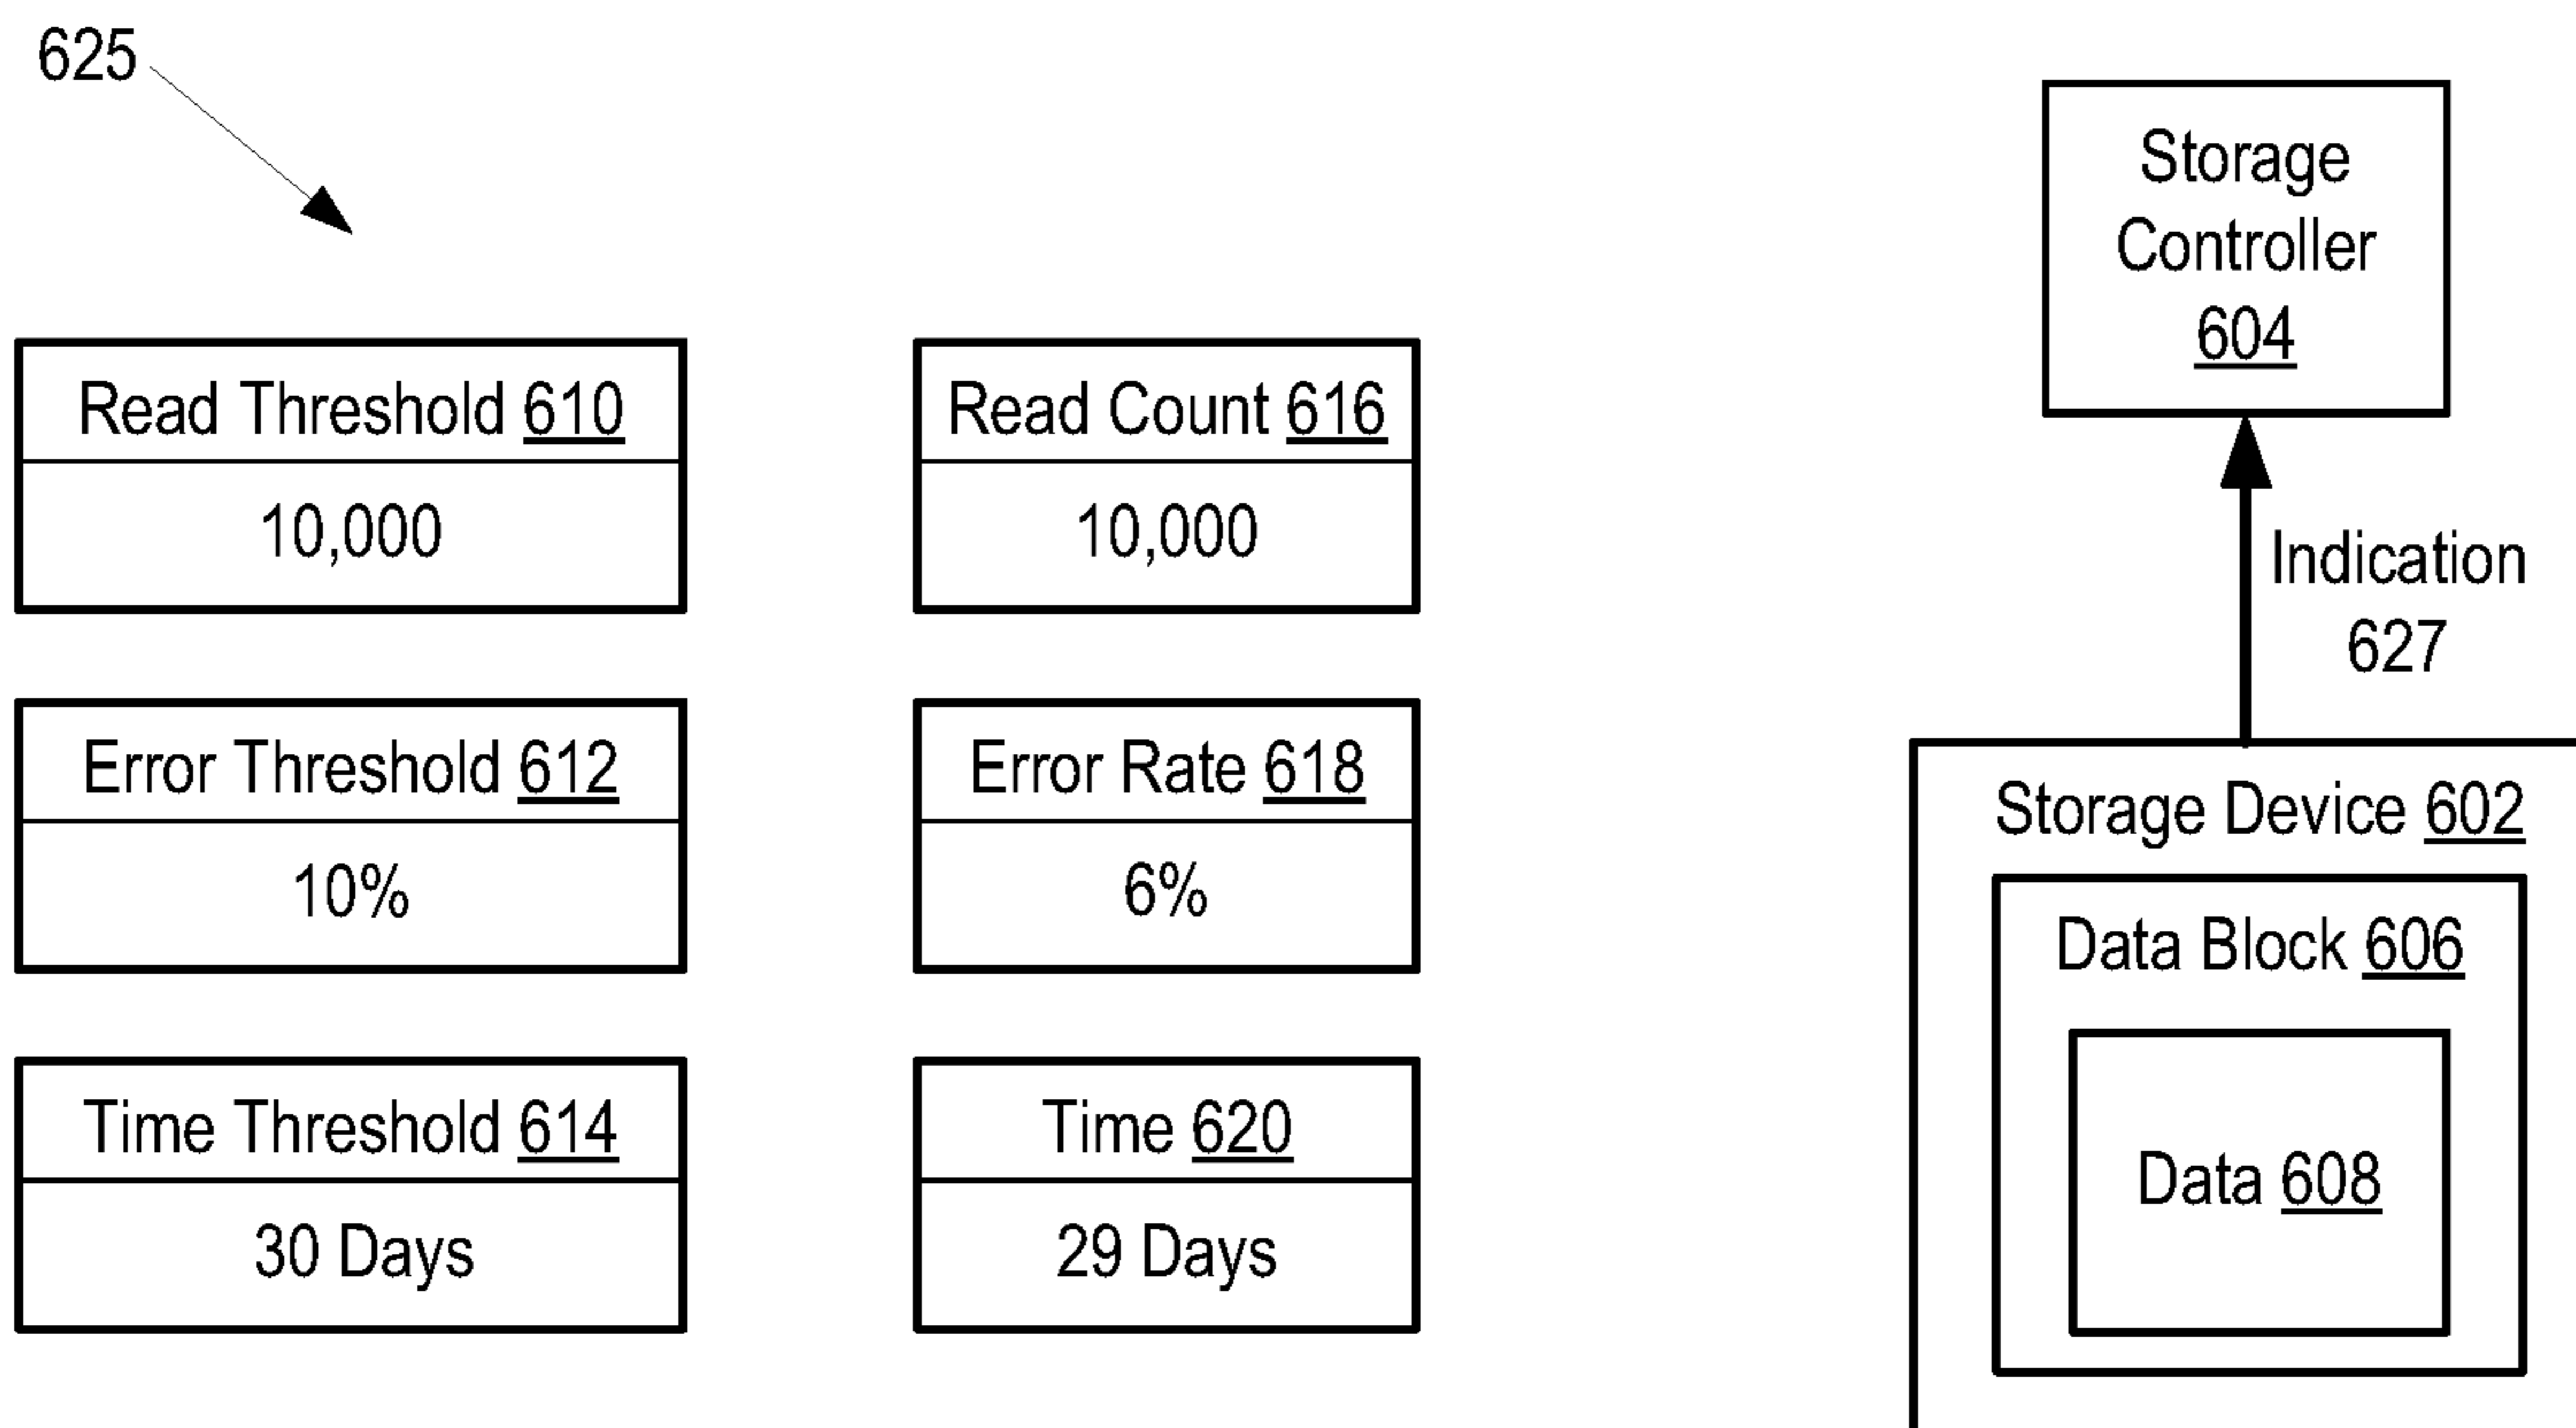 625
Read Threshold 610
10,000
Read Count 616
10,000
Error Threshold 612
10%
Error Rate 618
6%
Time Threshold 614
30 Days
Time 620
29 Days
Storage
Controller
604
Indication
627
Storage Device 602
Data Block 606
Data 608